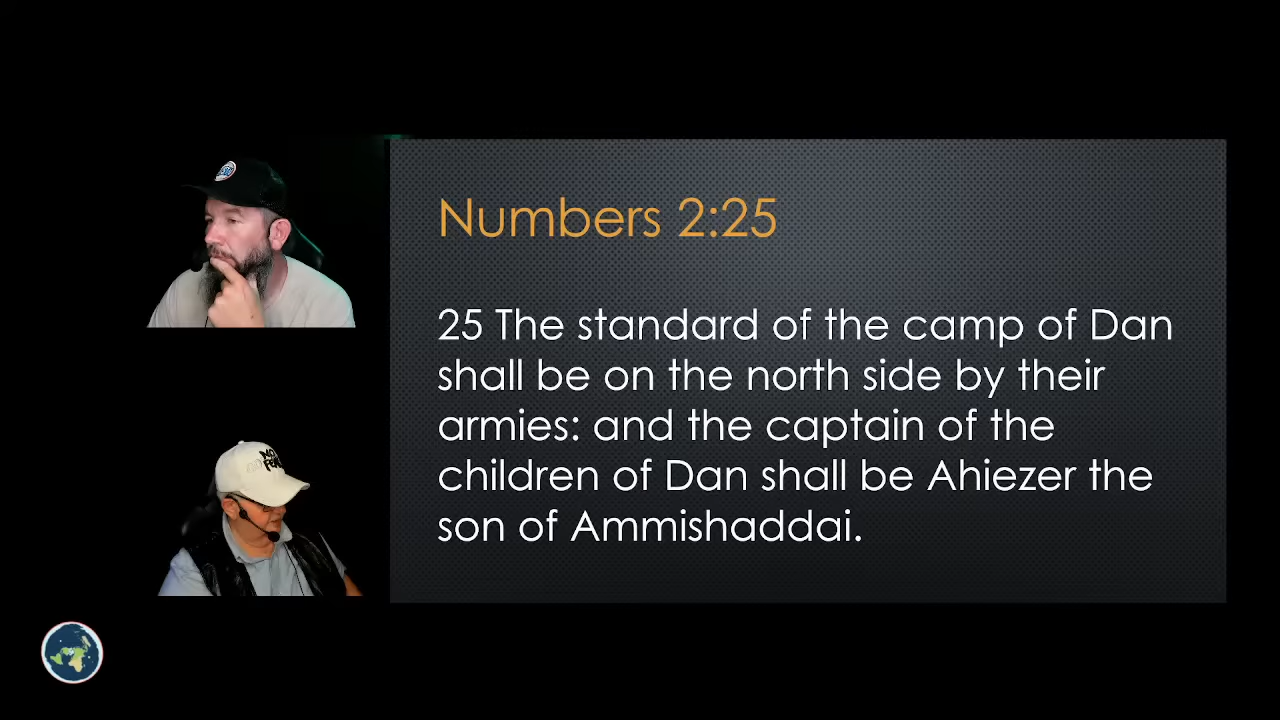 Numbers 2:25
25 The standard of the camp of Dan
shall be on the north side by their
armies: and the captain of the
children of Dan shall be Ahiezer the
son of Ammishaddai.